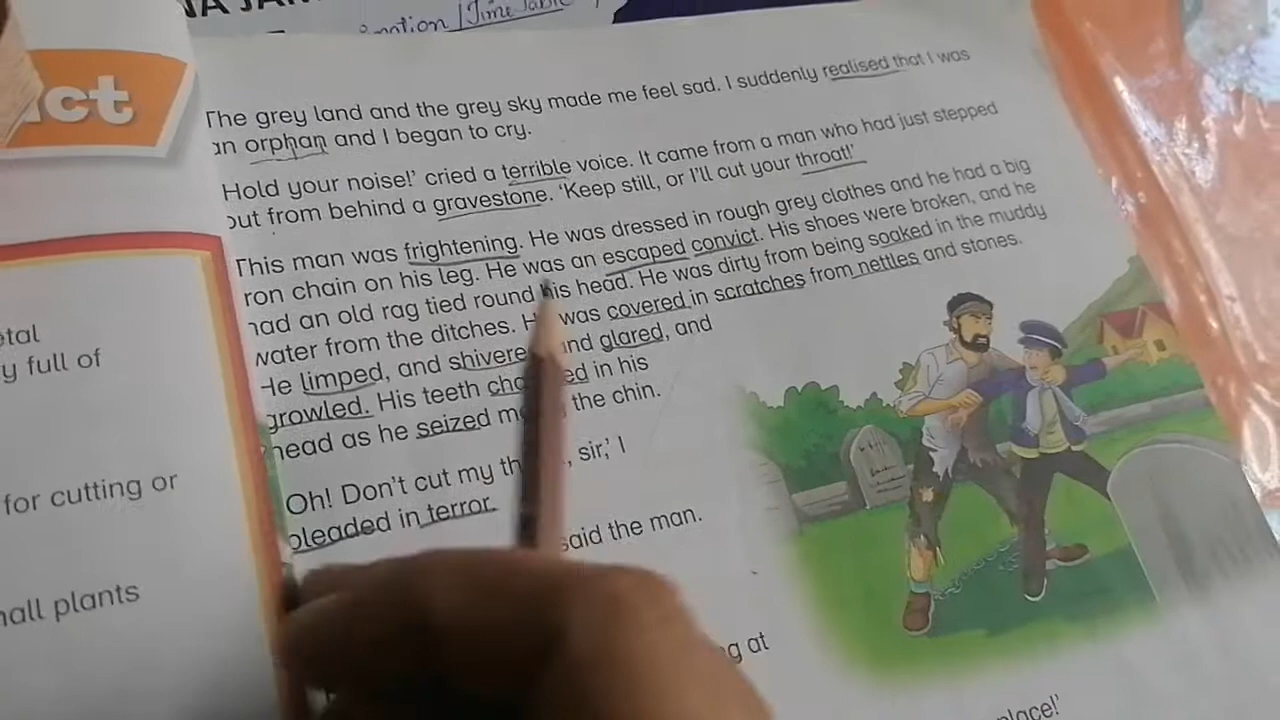 Time Table
ct
The grey land and the grey sky made me feel sad. I suddenly realised that I was
an orphan and I began to cry.
Hold your noise!’ cried a terrible voice. It came from a man who had just stepped
out from behind a gravestone. ‘Keep still, or I’ll cut your throat!’
This man was frightening. He was dressed in rough grey clothes and he had a big
ron chain on his leg. He was an escaped convict. His shoes were broken, and he
had an old rag tied round his head. He was dirty from being soaked in the muddy
water from the ditches. He was covered in scratches from nettles and stones.
He limped, and shivered and glared, and
growled. His teeth in his
head as he seized the chin.
Oh! Don’t cut my , sir,’ I
pleaded in terror.
said the man.
at
place!’
etal
y full of
for cutting or
mall plants